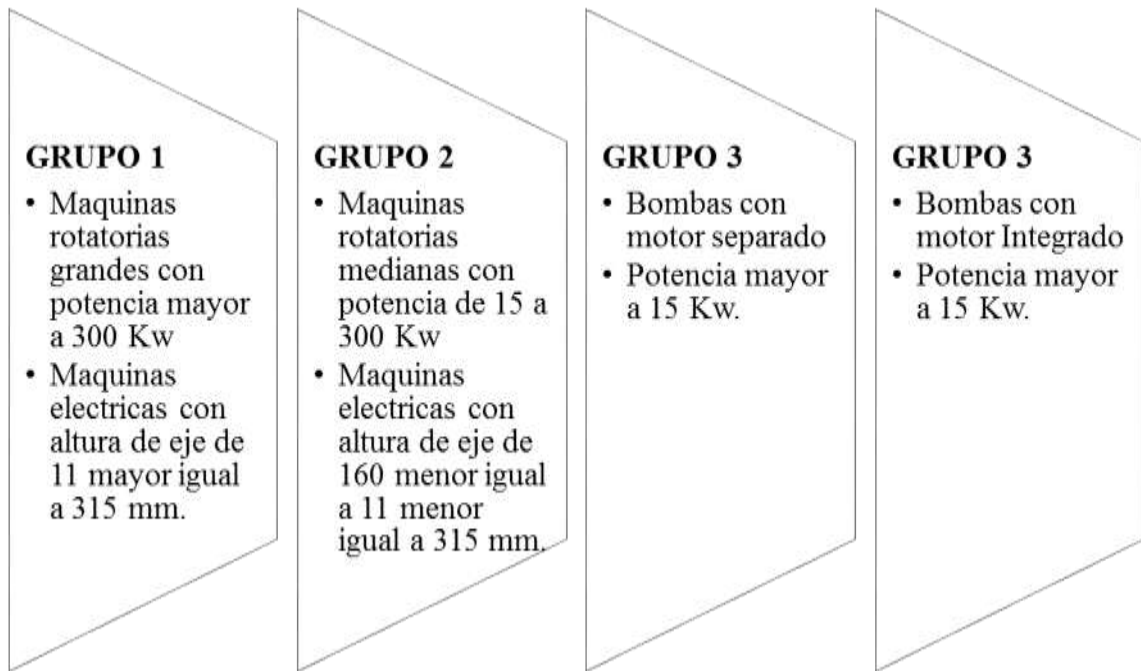 GRUPO 1
• Maquinas
rotatorias
grandes con
potencia mayor
a 300 Kw
• Maquinas
electricas con
altura de eje de
11 mayor igual
a 315 mm.
GRUPO 2
• Maquinas
rotatorias
medianas con
potencia de 15 a
300 Kw
• Maquinas
electricas con
altura de eje de
160 menor igual
a 11 menor
igual a 315 mm.
GRUPO 3
• Bombas con
motor separado
• Potencia mayor
a 15 Kw.
GRUPO 3
• Bombas con
motor Integrado
• Potencia mayor
a 15 Kw.